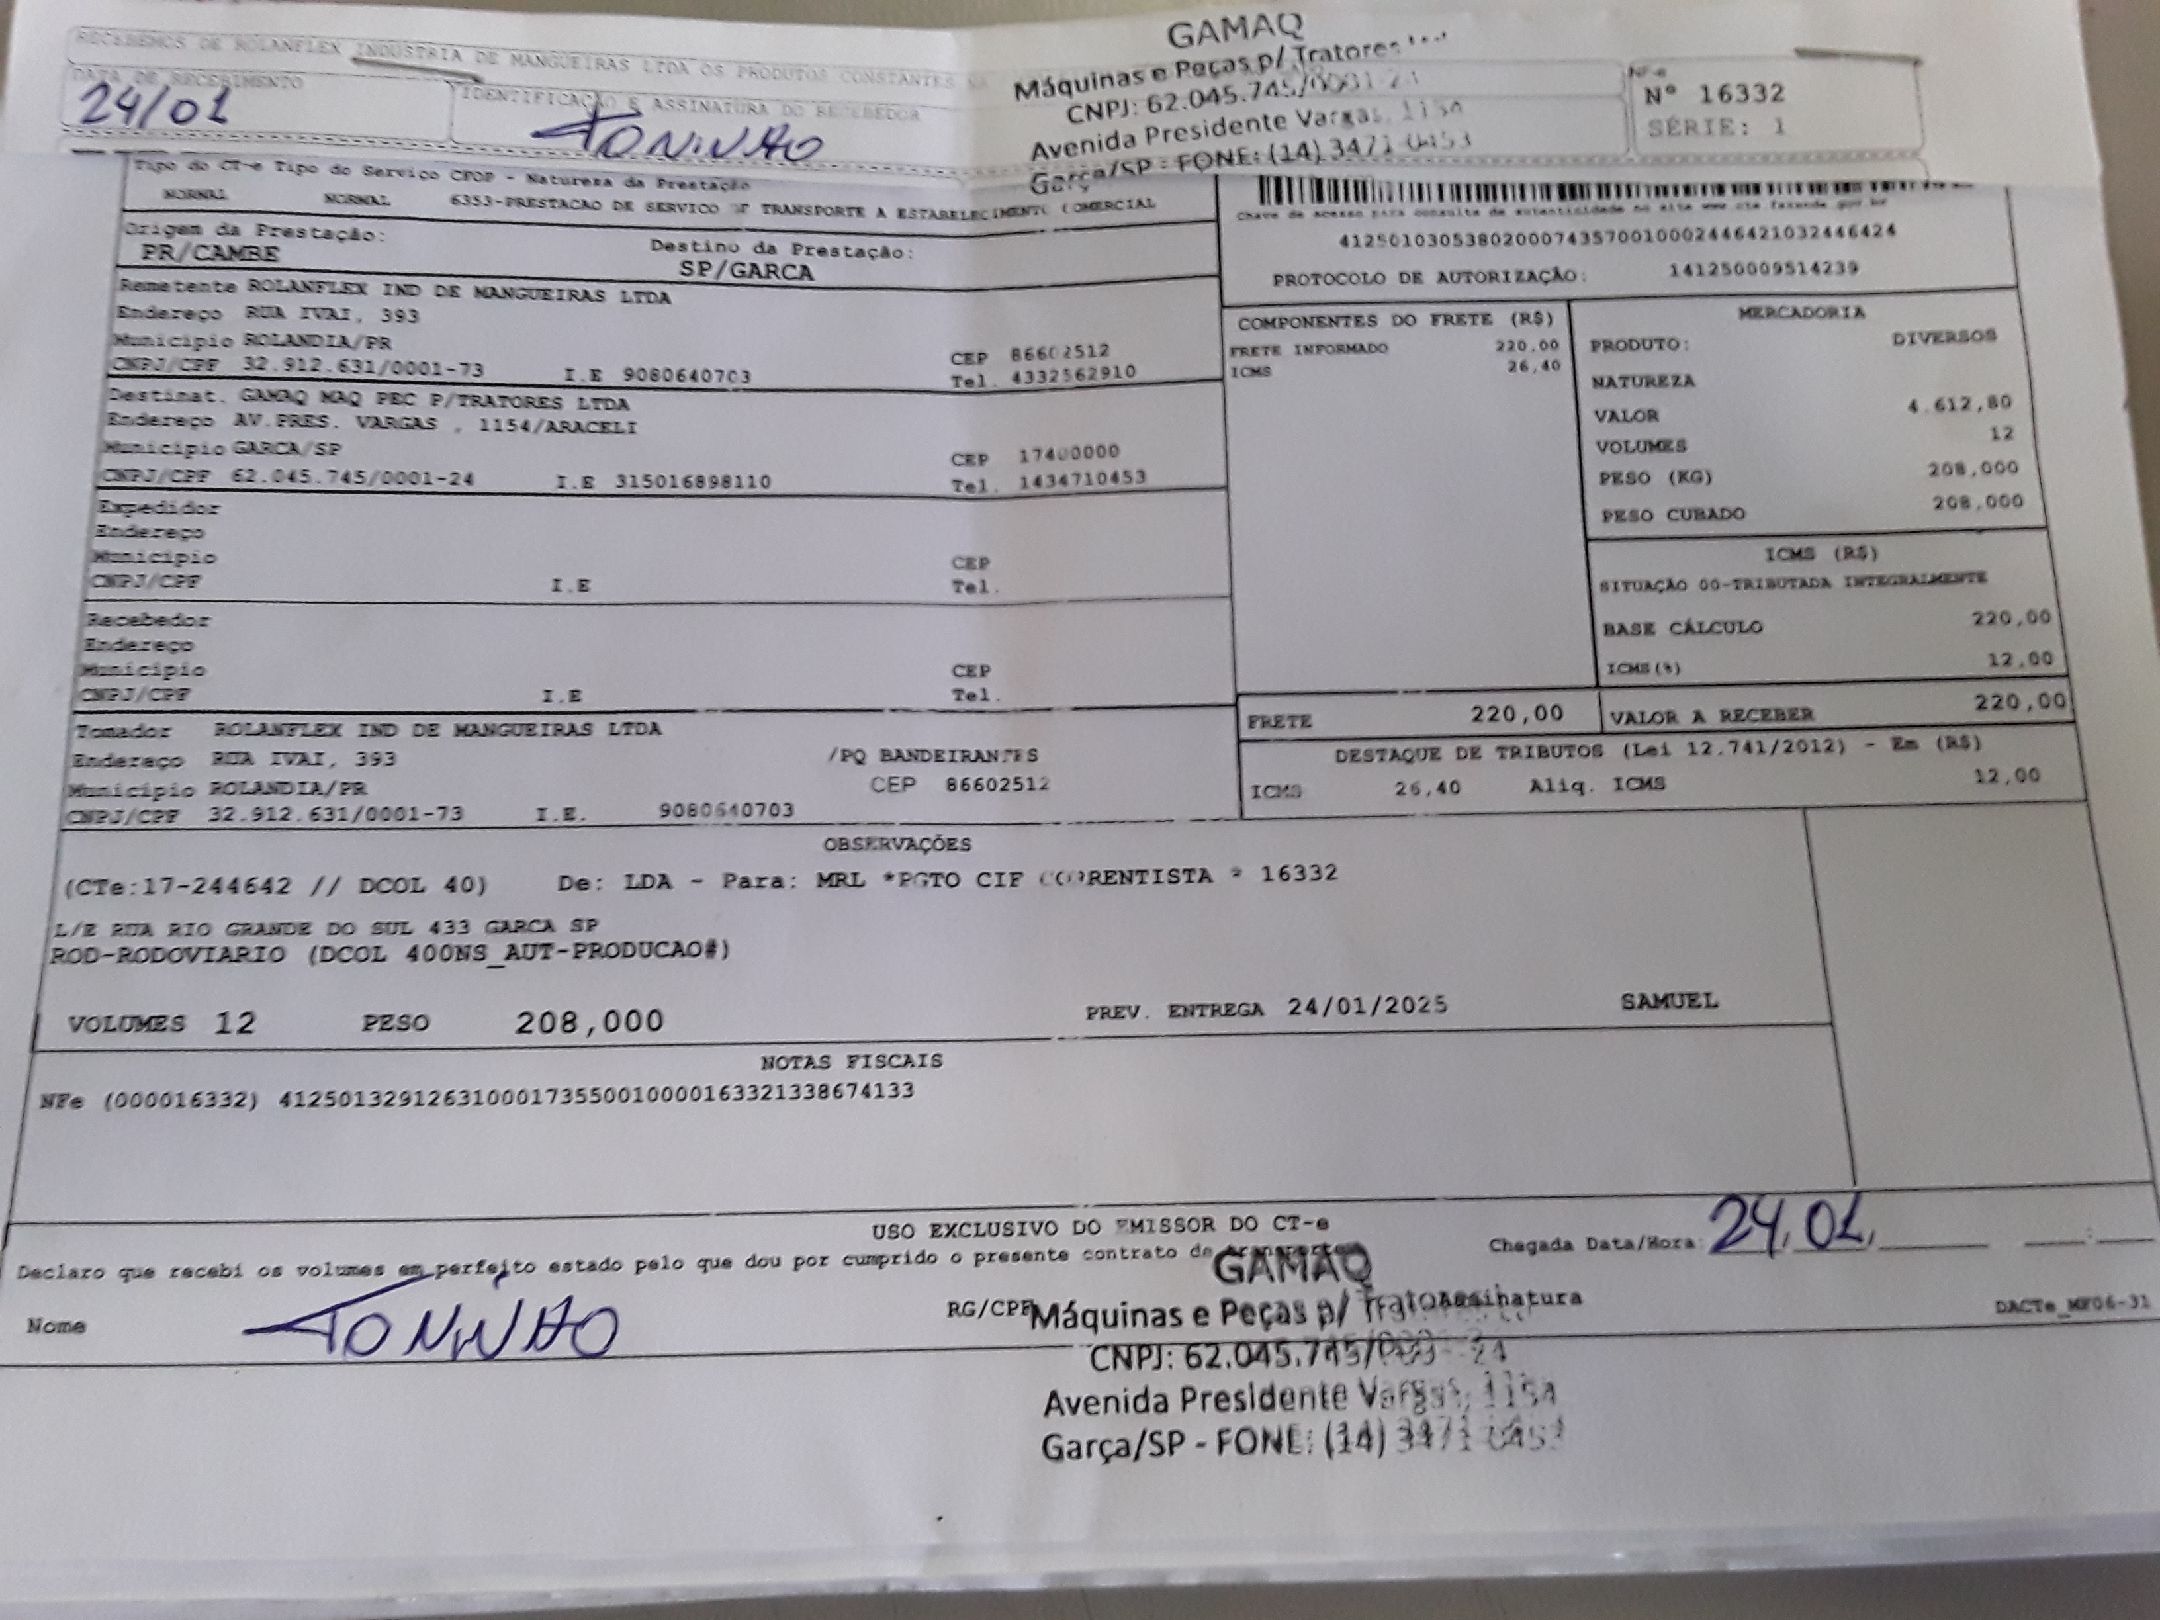 RECEBEMOS DE ROLANFLEX INDUSTRIA DE MANGUEIRAS LTDA OS PRODUTOS CONSTANTES NA
DATA DE RECEBIMENTO
24/01
IDENTIFICAÇÃO E ASSINATURA DO RECEBEDOR
TONINHO
GAMAQ
Máquinas e Peças p/ Tratores
CNPJ: 62.045.745/0001-24
Avenida Presidente Vargas, 1154
Garça/SP - FONE: (14) 3471 0453
NF-e
Nº 16332
SÉRIE: 1
Tipo do CT-e Tipo do Serviço CFOP - Natureza da Prestação
NORMAL NORMAL 6353-PRESTACAO DE SERVICO DE TRANSPORTE A ESTABELECIMENTO COMERCIAL
Chave de acesso para consulta de autenticidade no site www.cte.fazenda.gov.br
41250103053802000743570010002446421032446424
PROTOCOLO DE AUTORIZAÇÃO: 141250009514239
Origem da Prestação:
PR/CAMBE
Destino da Prestação:
SP/GARCA
Remetente ROLANFLEX IND DE MANGUEIRAS LTDA
Endereço RUA IVAI, 393
Município ROLANDIA/PR CEP 86602512
CNPJ/CPF 32.912.631/0001-73 I.E 9080640703 Tel. 4332562910
Destinat. GAMAQ MAQ PEC P/TRATORES LTDA
Endereço AV.PRES. VARGAS , 1154/ARACELI
Município GARCA/SP CEP 17400000
CNPJ/CPF 62.045.745/0001-24 I.E 315016898110 Tel. 1434710453
Expedidor
Endereço
Município CEP
CNPJ/CPF I.E Tel.
Recebedor
Endereço
Município CEP
CNPJ/CPF I.E Tel.
Tomador ROLANFLEX IND DE MANGUEIRAS LTDA
Endereço RUA IVAI, 393 /PQ BANDEIRANTES
Município ROLANDIA/PR CEP 86602512
CNPJ/CPF 32.912.631/0001-73 I.E. 9080640703
COMPONENTES DO FRETE (R$)
FRETE INFORMADO 220.00
ICMS 26,40
MERCADORIA
PRODUTO: DIVERSOS
NATUREZA
VALOR 4.612,80
VOLUMES 12
PESO (KG) 208,000
PESO CUBADO 208,000
ICMS (R$)
SITUAÇÃO 00-TRIBUTADA INTEGRALMENTE
BASE CÁLCULO 220,00
ICMS(%) 12,00
FRETE 220,00
VALOR A RECEBER 220,00
DESTAQUE DE TRIBUTOS (Lei 12.741/2012) - Em (R$)
ICMS 26,40 Aliq. ICMS 12,00
OBSERVAÇÕES
(CTe:17-244642 // DCOL 40) De: LDA - Para: MRL *PGTO CIF CORRENTISTA * 16332
L/E RUA RIO GRANDE DO SUL 433 GARCA SP
ROD-RODOVIARIO (DCOL 400NS_AUT-PRODUCAO#)
VOLUMES 12 PESO 208,000 PREV. ENTREGA 24/01/2025 SAMUEL
NOTAS FISCAIS
NFe (000016332) 41250132912631000173550010000163321338674133
USO EXCLUSIVO DO EMISSOR DO CT-e
Declaro que recebi os volumes em perfeito estado pelo que dou por cumprido o presente contrato de transporte
Chegada Data/Hora: 24.01.
Nome TONINHO RG/CPF Assinatura DACTe_MF06-31
GAMAQ
Máquinas e Peças p/
CNPJ: 62.045.745/0001-24
Avenida Presidente Vargas, 1154
Garça/SP - FONE: (14) 3471 0453